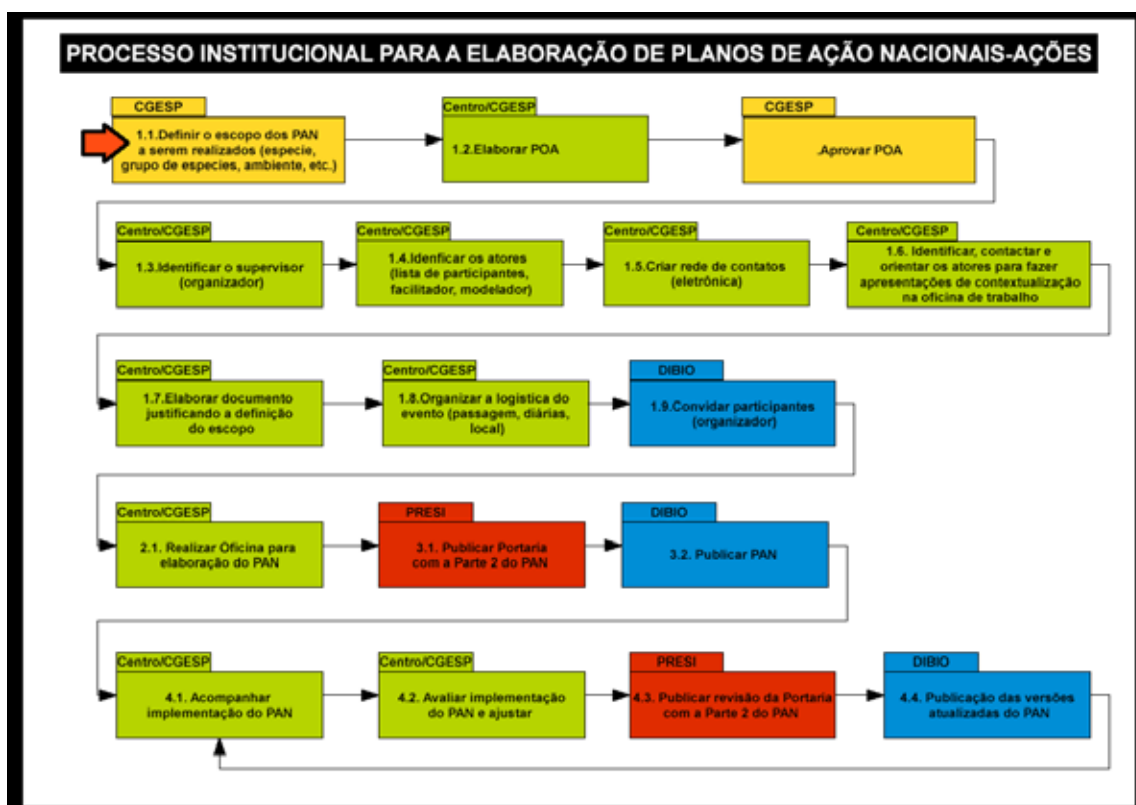 PROCESSO INSTITUCIONAL PARA A ELABORAÇÃO DE PLANOS DE AÇÃO NACIONAIS-AÇÕES
CGESP
1.1.Definir o escopo dos PAN
a serem realizados (especie,
grupo de especies, ambiente, etc.)
Centro/CGESP
1.2.Elaborar POA
CGESP
.Aprovar POA
Centro/CGESP
1.3.Identificar o supervisor
(organizador)
Centro/CGESP
1.4.Idenficar os atores
(lista de participantes,
facilitador, modelador)
Centro/CGESP
1.5.Criar rede de contatos
(eletrônica)
Centro/CGESP
1.6. Identificar, contactar e
orientar os atores para fazer
apresentações de contextualização
na oficina de trabalho
Centro/CGESP
1.7.Elaborar documento
justificando a definição
do escopo
Centro/CGESP
1.8.Organizar a logística do
evento (passagem, diárias,
local)
DIBIO
1.9.Convidar participantes
(organizador)
Centro/CGESP
2.1. Realizar Oficina para
elaboração do PAN
PRESI
3.1. Publicar Portaria
com a Parte 2 do PAN
DIBIO
3.2. Publicar PAN
Centro/CGESP
4.1. Acompanhar
implementação do PAN
Centro/CGESP
4.2. Avaliar implementação
do PAN e ajustar
PRESI
4.3. Publicar revisão da Portaria
com a Parte 2 do PAN
DIBIO
4.4. Publicação das versões
atualizadas do PAN